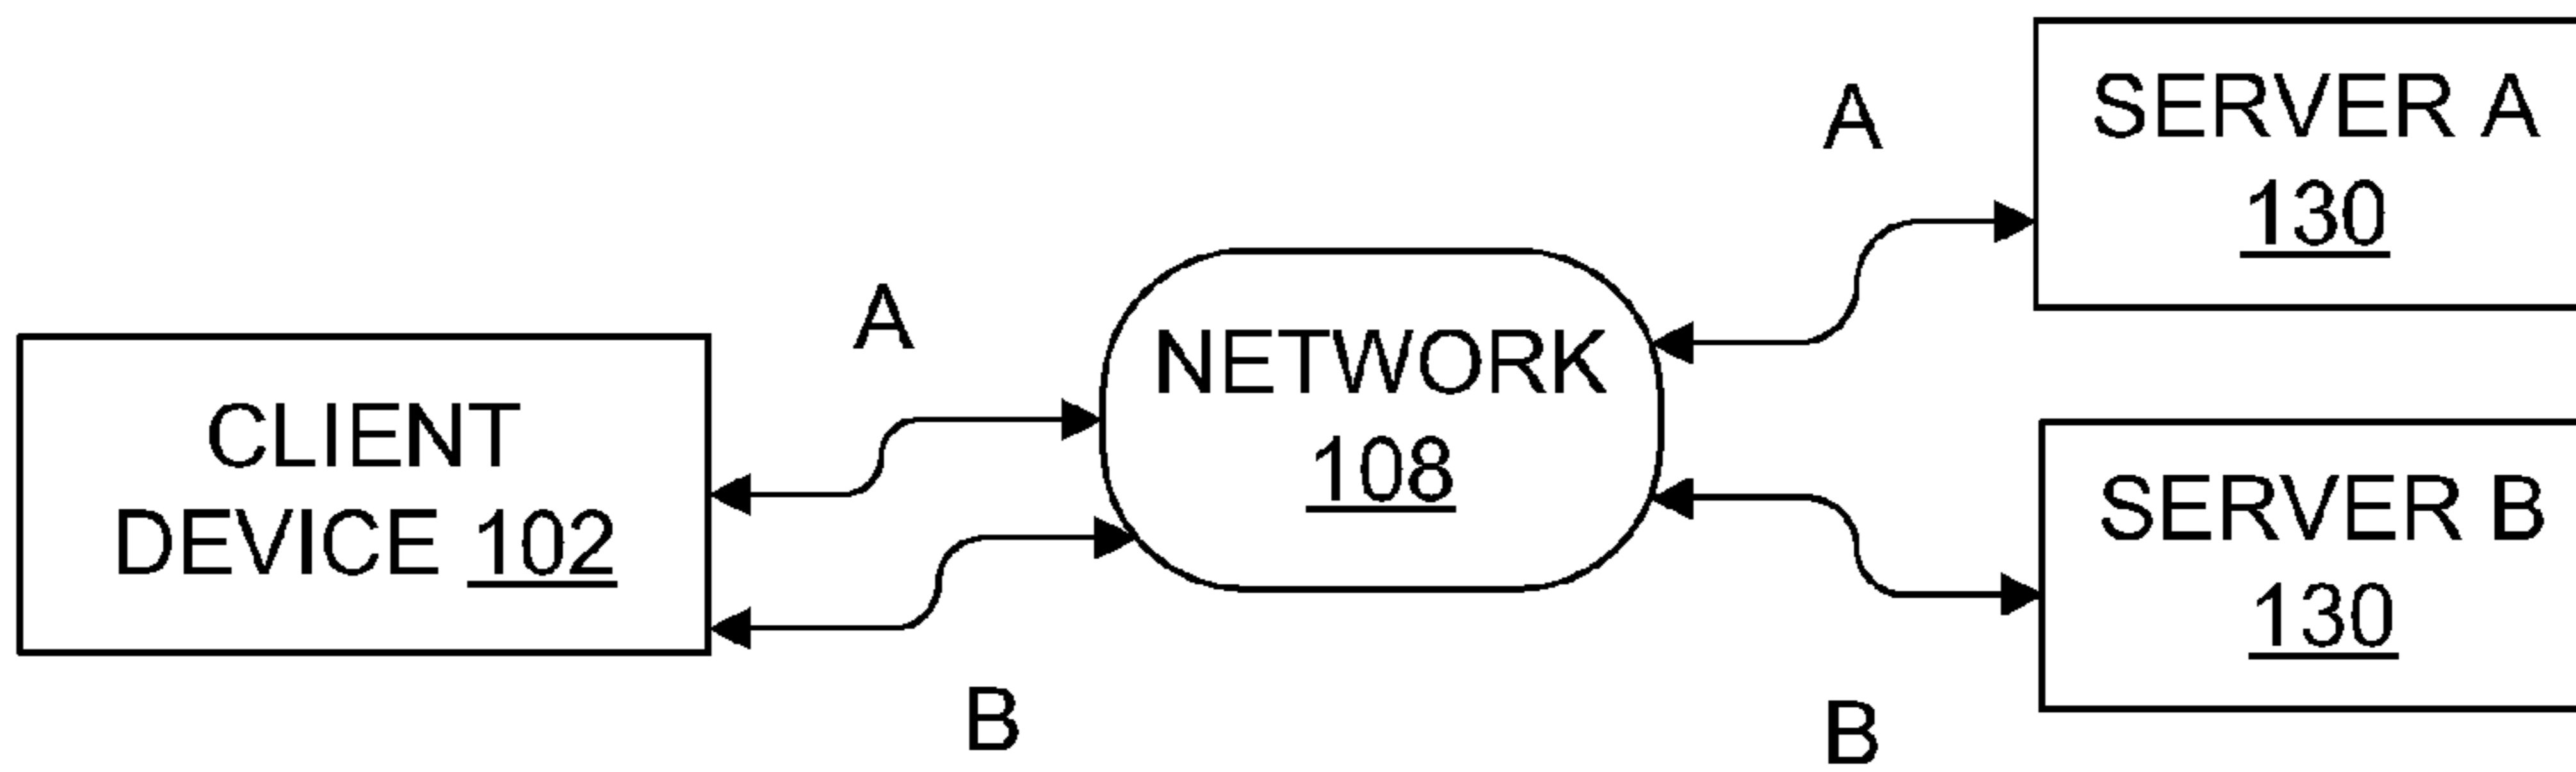 CLIENT
DEVICE 102
A
B
NETWORK
108
A
B
SERVER A
130
SERVER B
130